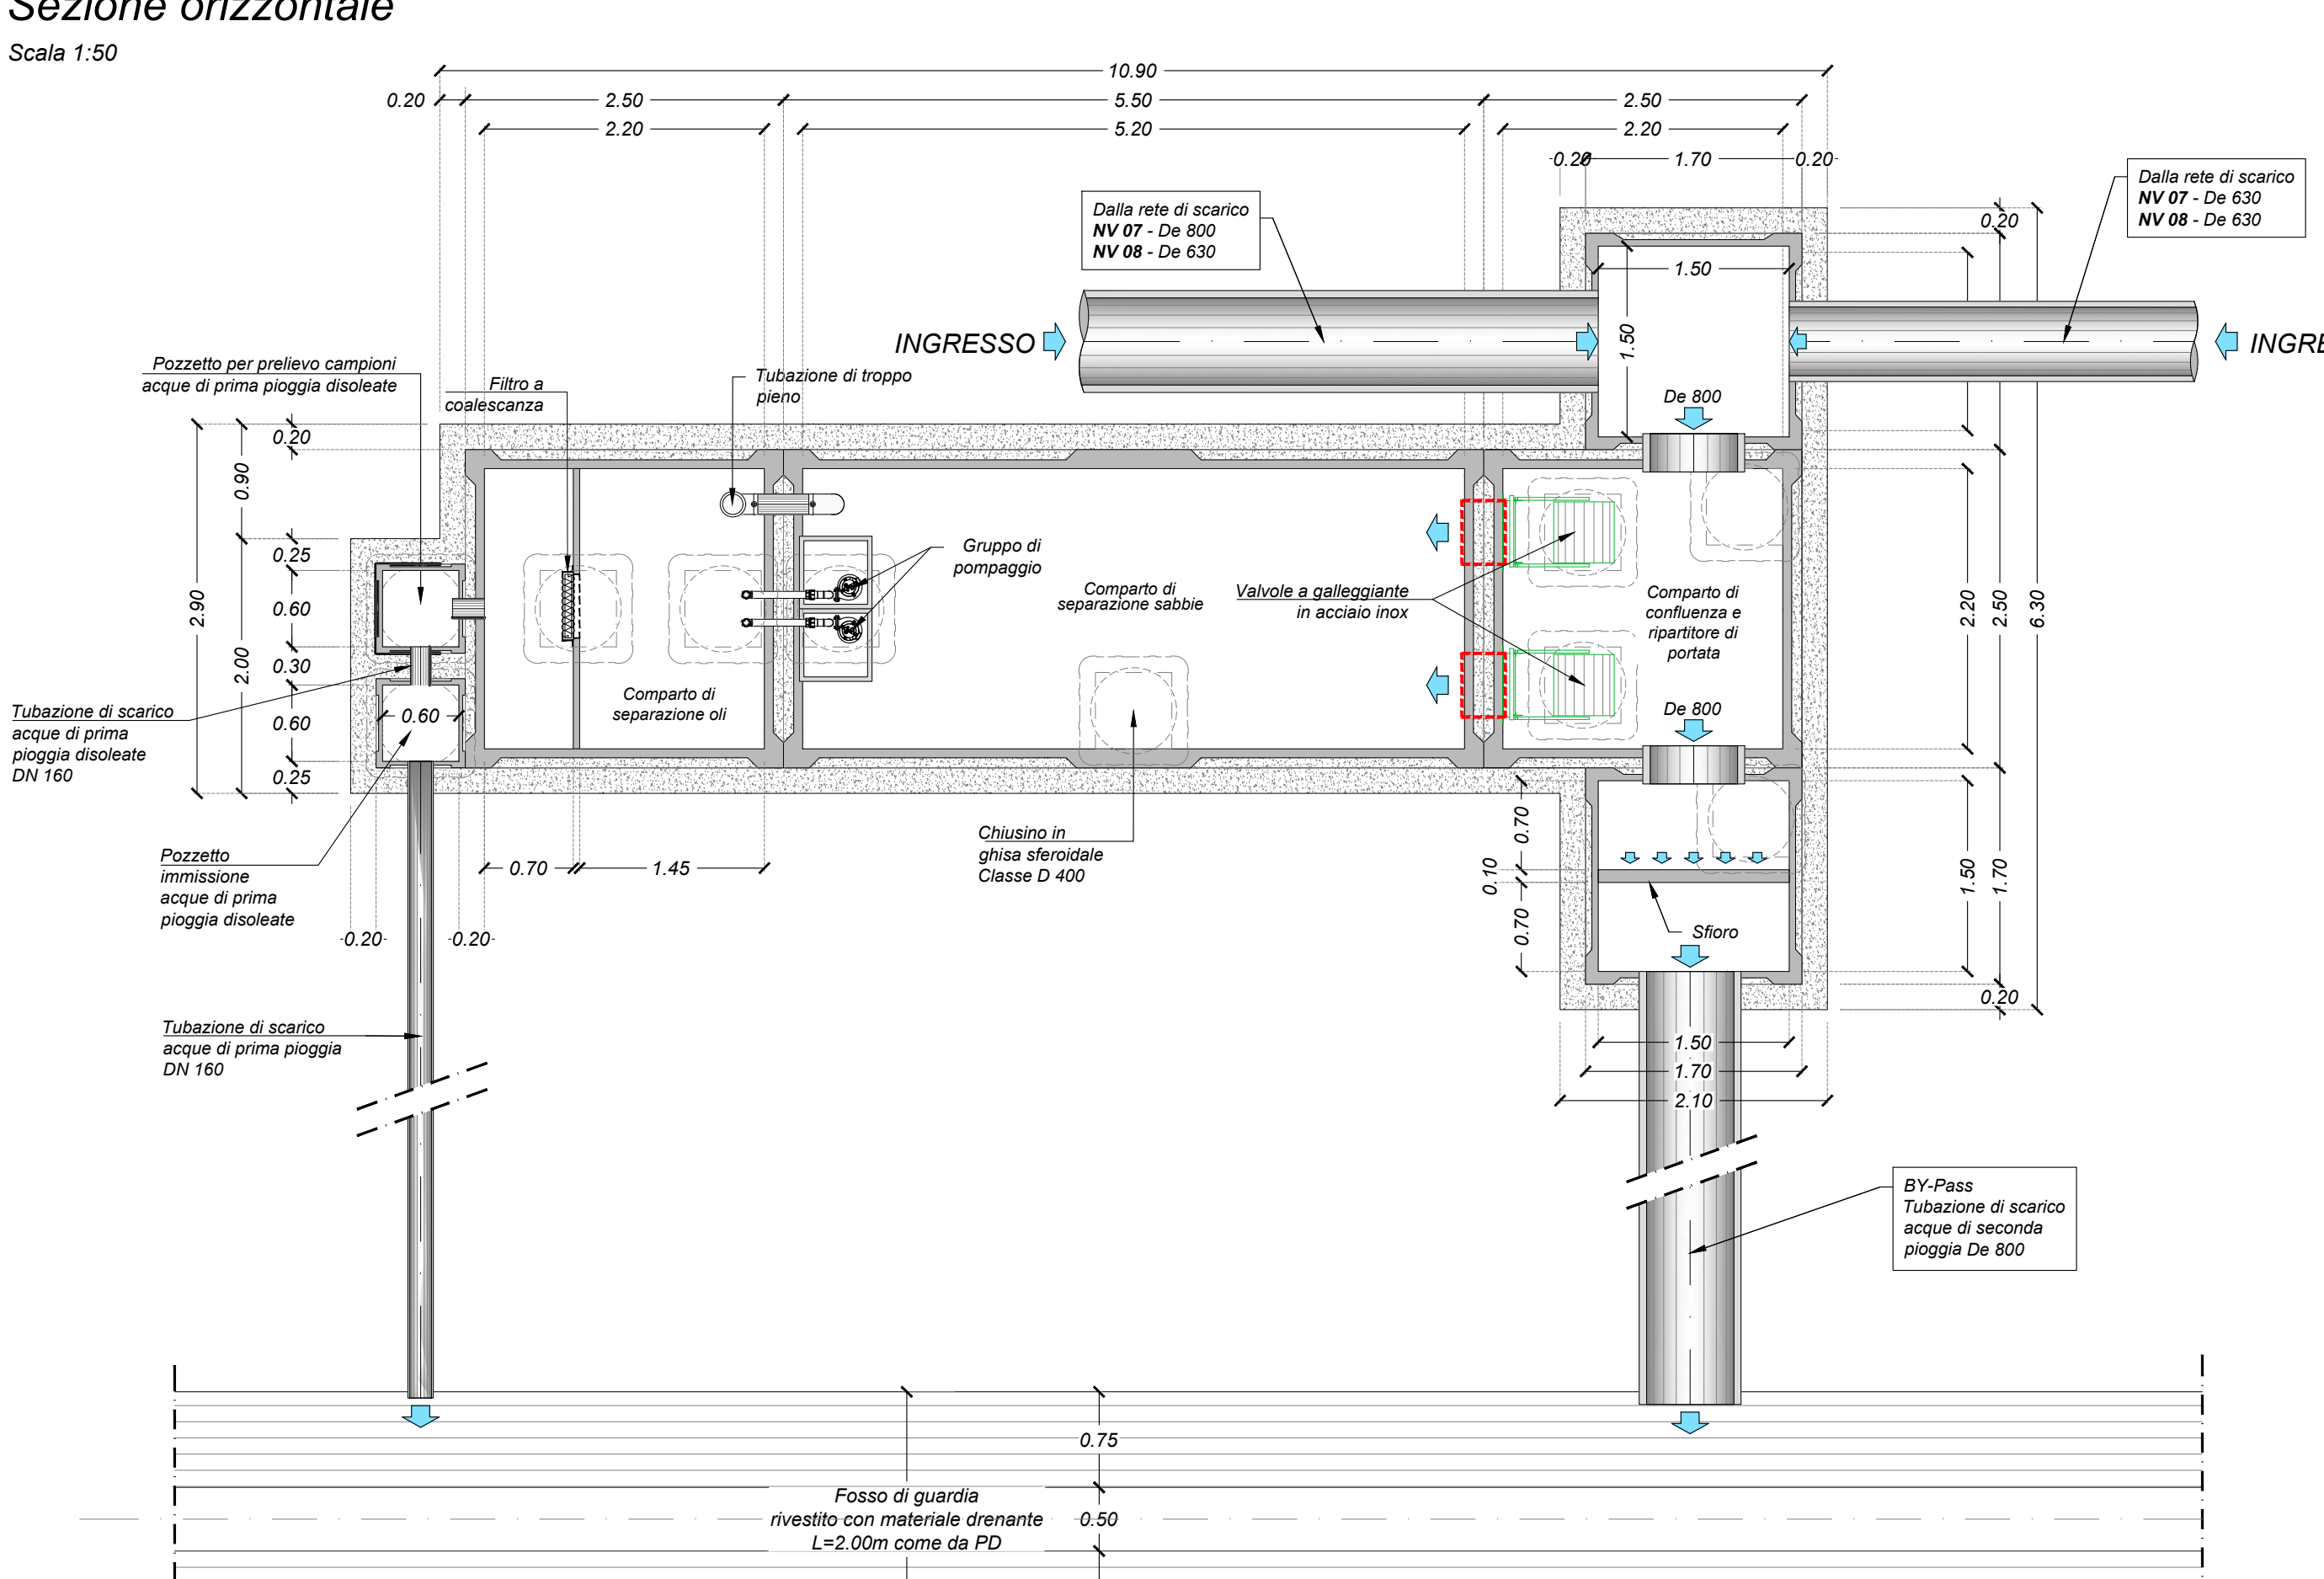 Sezione orizzontale
Scala 1:50
10.90
0.20
2.50
5.50
2.50
2.20
5.20
2.20
0.20
1.70
0.20
Dalla rete di scarico
NV 07 - De 800
NV 08 - De 630
Dalla rete di scarico
NV 07 - De 630
NV 08 - De 630
0.20
1.50
1.50
INGRESSO
INGRE
Pozzetto per prelievo campioni
acque di prima pioggia disoleate
Filtro a
coalescanza
Tubazione di troppo
pieno
De 800
0.20
0.90
0.25
0.60
2.90
2.00
0.30
0.60
0.25
0.60
Gruppo di
pompaggio
Comparto di
separazione sabbie
Valvole a galleggiante
in acciaio inox
Comparto di
confluenza e
ripartitore di
portata
2.20
2.50
6.30
Comparto di
separazione oli
De 800
Tubazione di scarico
acque di prima
pioggia disoleate
DN 160
Pozzetto
immissione
acque di prima
pioggia disoleate
Chiusino in
ghisa sferoidale
Classe D 400
0.70
1.45
0.70
0.10
0.70
1.50
1.70
0.20
0.20
Sfioro
0.20
Tubazione di scarico
acque di prima pioggia
DN 160
1.50
1.70
2.10
BY-Pass
Tubazione di scarico
acque di seconda
pioggia De 800
0.75
Fosso di guardia
rivestito con materiale drenante
L=2.00m come da PD
0.50